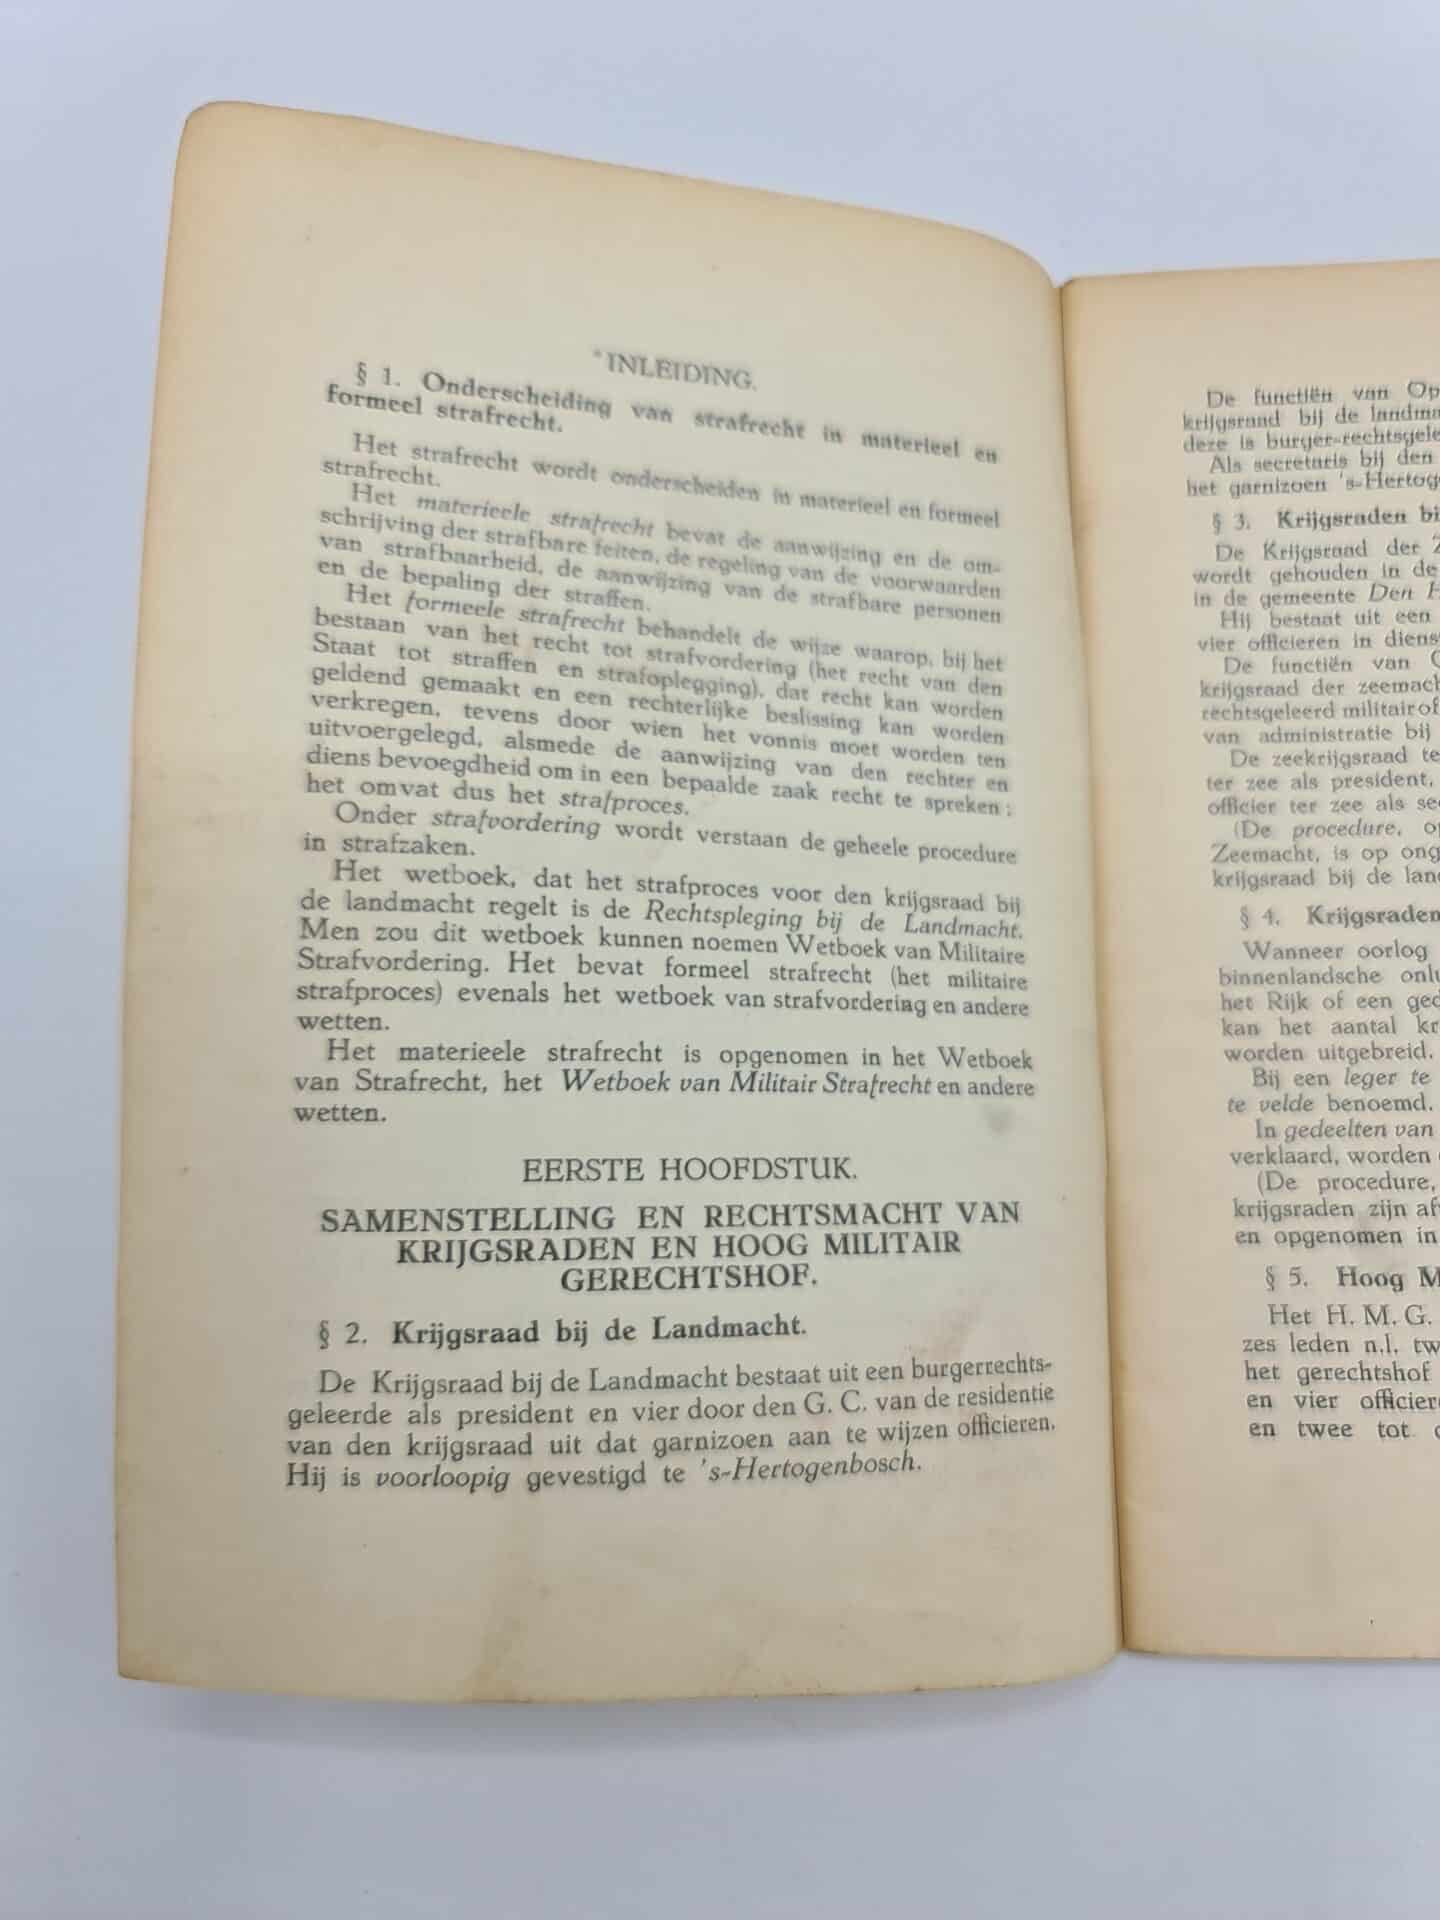 INLEIDING.
§ 1. Onderscheiding van strafrecht in materieel en
formeel strafrecht.
Het strafrecht wordt onderscheiden in materieel en formeel
strafrecht.
Het materieele strafrecht bevat de aanwijzing en de om-
schrijving der strafbare feiten, de regeling van de voorwaarden
van strafbaarheid, de aanwijzing van de strafbare personen
en de bepaling der straffen.
Het formeele strafrecht behandelt de wijze waarop, bij het
bestaan van het recht tot strafvordering (het recht van den
Staat tot straffen en strafoplegging), dat recht kan worden
geldend gemaakt en een rechterlijke beslissing kan worden
verkregen, tevens door wien het vonnis moet worden ten
uitvoergelegd, alsmede de aanwijzing van den rechter en
diens bevoegdheid om in een bepaalde zaak recht te spreken;
het omvat dus het strafproces.
Onder strafvordering wordt verstaan de geheele procedure
in strafzaken.
Het wetboek, dat het strafproces voor den krijgsraad bij
de landmacht regelt is de Rechtspleging bij de Landmacht.
Men zou dit wetboek kunnen noemen Wetboek van Militaire
Strafvordering. Het bevat formeel strafrecht (het militaire
strafproces) evenals het wetboek van strafvordering en andere
wetten.
Het materieele strafrecht is opgenomen in het Wetboek
van Strafrecht, het Wetboek van Militair Strafrecht en andere
wetten.
EERSTE HOOFDSTUK.
SAMENSTELLING EN RECHTSMACHT VAN
KRIJGSRADEN EN HOOG MILITAIR
GERECHTSHOF.
§ 2. Krijgsraad bij de Landmacht.
De Krijgsraad bij de Landmacht bestaat uit een burgerrechts-
geleerde als president en vier door den G. C. van de residentie
van den krijgsraad uit dat garnizoen aan te wijzen officieren.
Hij is voorloopig gevestigd te 's-Hertogenbosch.
De functiën van Op
krijgsraad bij de landma
deze is burger-rechtsgele
Als secretaris bij den
het garnizoen 's-Hertog
§ 3. Krijgsraden bi
De Krijgsraad der
wordt gehouden in de
in de gemeente Den H
Hij bestaat uit een
vier officieren in diens
De functiën van
krijgsraad der zeemach
rechtsgeleerd militair of
van administratie bij
De zeekrijgsraad te
ter zee als president,
officier ter zee als se
(De procedure, op
Zeemacht, is op ong
krijgsraad bij de lan
§ 4. Krijgsraden
Wanneer oorlog
binnenlandsche onlu
het Rijk of een ged
kan het aantal kr
worden uitgebreid.
Bij een leger te
te velde benoemd.
In gedeelten van
verklaard, worden
(De procedure,
krijgsraden zijn af
en opgenomen in
§ 5. Hoog M
Het H. M. G.
zes leden n.l. tw
het gerechtshof
en vier officier
en twee tot